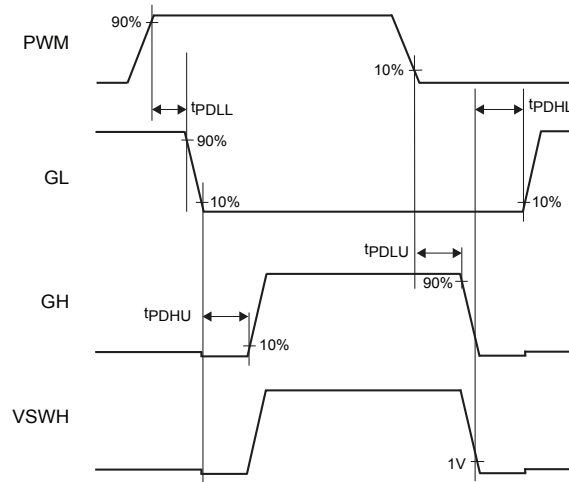 PWM
90%
10%
tPDLL
tPDHL
GL
90%
10%
10%
tPDLU
GH
90%
tPDHU
10%
VSWH
1V